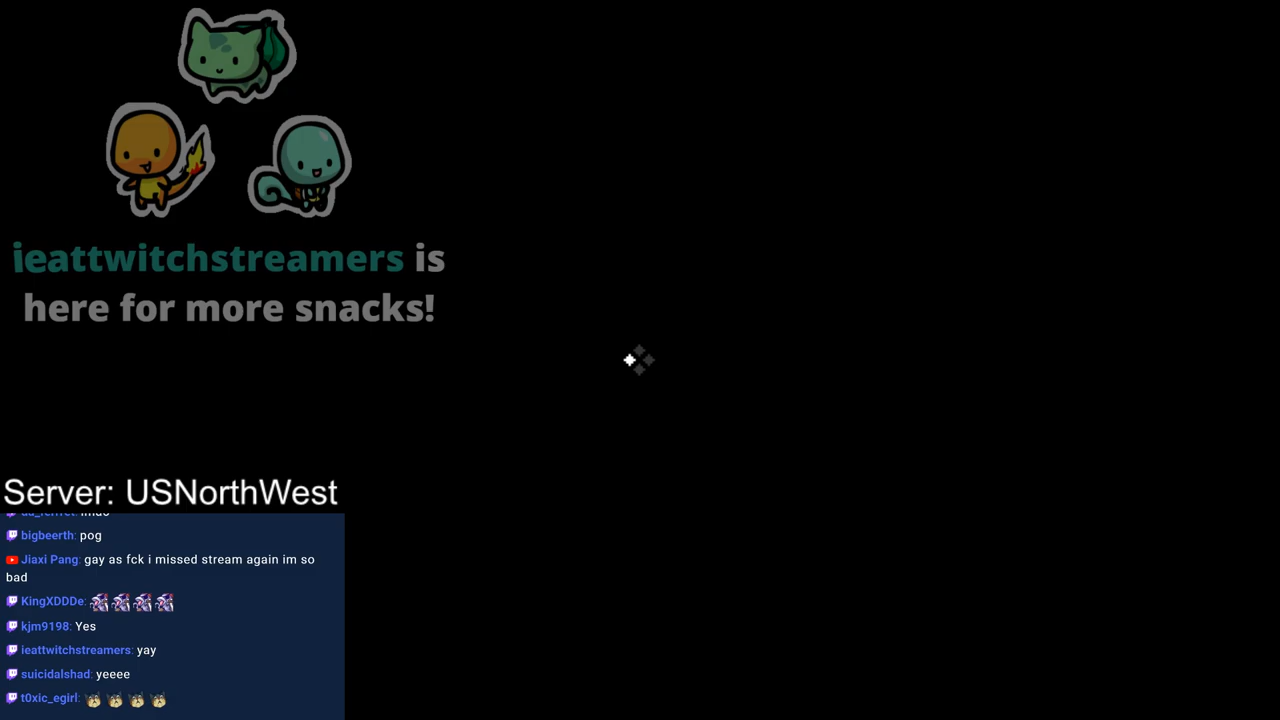 ieattwitchstreamers is
here for more snacks!
Server: USNorthWest
bigbeerth: pog
Jiaxi Pang: gay as fck i missed stream again im so
bad
KingXDDDe:
kjm9198: Yes
ieattwitchstreamers: yay
suicidalshad: yeeee
t0xic_egirl: